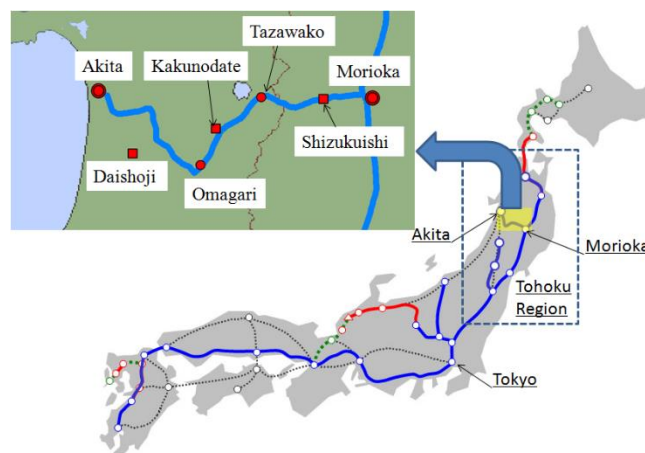 Tazawako
Akita
Kakunodate
Morioka
Shizukuishi
Daishoji
Omagari
Akita
Morioka
Tohoku
Region
Tokyo